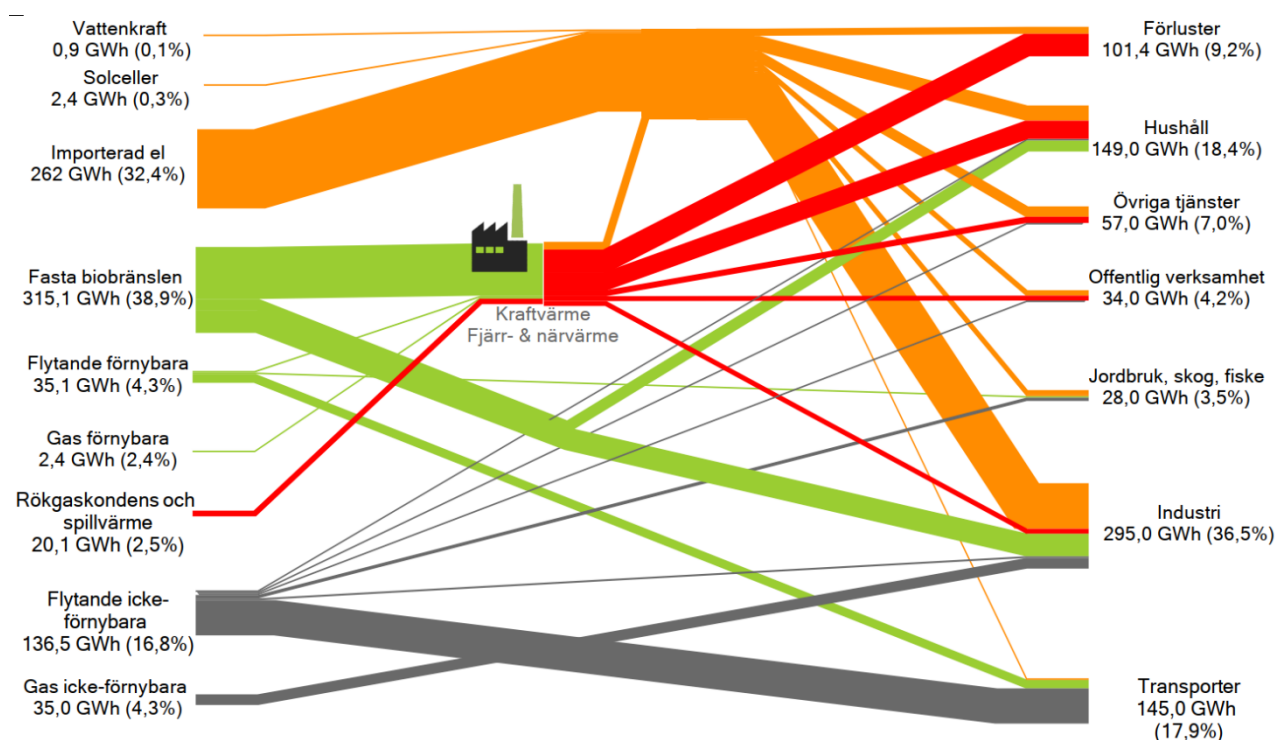 Vattenkraft
0,9 GWh (0,1%)
Solceller
2,4 GWh (0,3%)
Importerad el
262 GWh (32,4%)
Fasta biobränslen
315,1 GWh (38,9%)
Flytande förnybara
35,1 GWh (4,3%)
Gas förnybara
2,4 GWh (2,4%)
Rökgaskondens och
spillvärme
20,1 GWh (2,5%)
Flytande icke-
förnybara
136,5 GWh (16,8%)
Gas icke-förnybara
35,0 GWh (4,3%)
Kraftvärme
Fjärr- & närvärme
Förluster
101,4 GWh (9,2%)
Hushåll
149,0 GWh (18,4%)
Övriga tjänster
57,0 GWh (7,0%)
Offentlig verksamhet
34,0 GWh (4,2%)
Jordbruk, skog, fiske
28,0 GWh (3,5%)
Industri
295,0 GWh (36,5%)
Transporter
145,0 GWh
(17,9%)